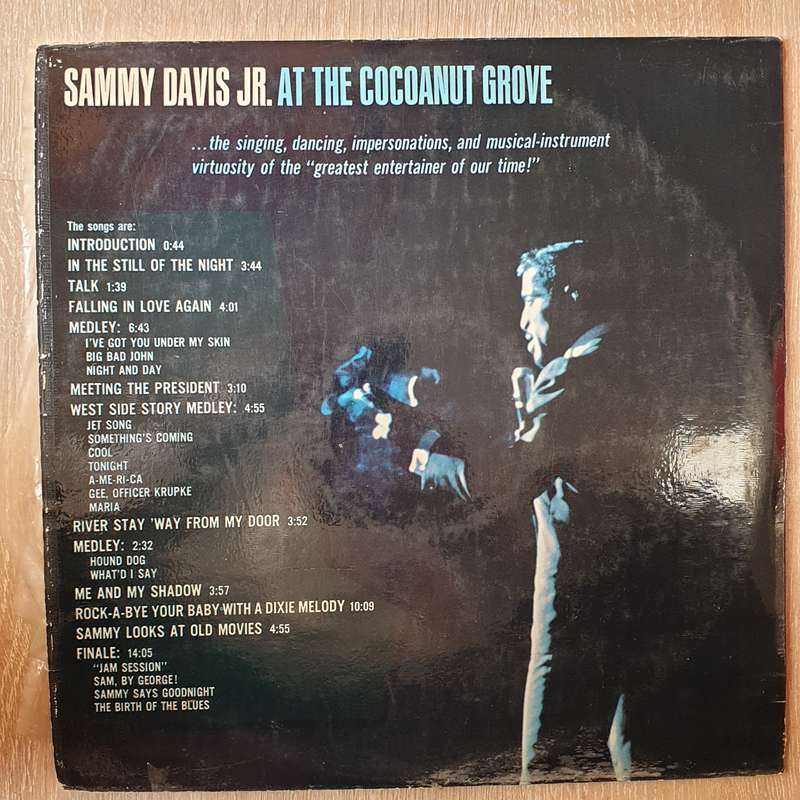 SAMMY DAVIS JR. AT THE COCOANUT GROVE
...the singing, dancing, impersonations, and musical-instrument
virtuosity of the "greatest entertainer of our time!"
The songs are:
INTRODUCTION 0:44
IN THE STILL OF THE NIGHT 3:44
TALK 1:39
FALLING IN LOVE AGAIN 4:01
MEDLEY: 6:43
I'VE GOT YOU UNDER MY SKIN
BIG BAD JOHN
NIGHT AND DAY
MEETING THE PRESIDENT 3:10
WEST SIDE STORY MEDLEY: 4:55
JET SONG
SOMETHING'S COMING
COOL
TONIGHT
A-ME-RI-CA
GEE, OFFICER KRUPKE
MARIA
RIVER STAY 'WAY FROM MY DOOR 3:52
MEDLEY: 2:32
HOUND DOG
WHAT'D I SAY
ME AND MY SHADOW 3:57
ROCK-A-BYE YOUR BABY WITH A DIXIE MELODY 10:09
SAMMY LOOKS AT OLD MOVIES 4:55
FINALE: 14:05
"JAM SESSION"
SAM, BY GEORGE!
SAMMY SAYS GOODNIGHT
THE BIRTH OF THE BLUES